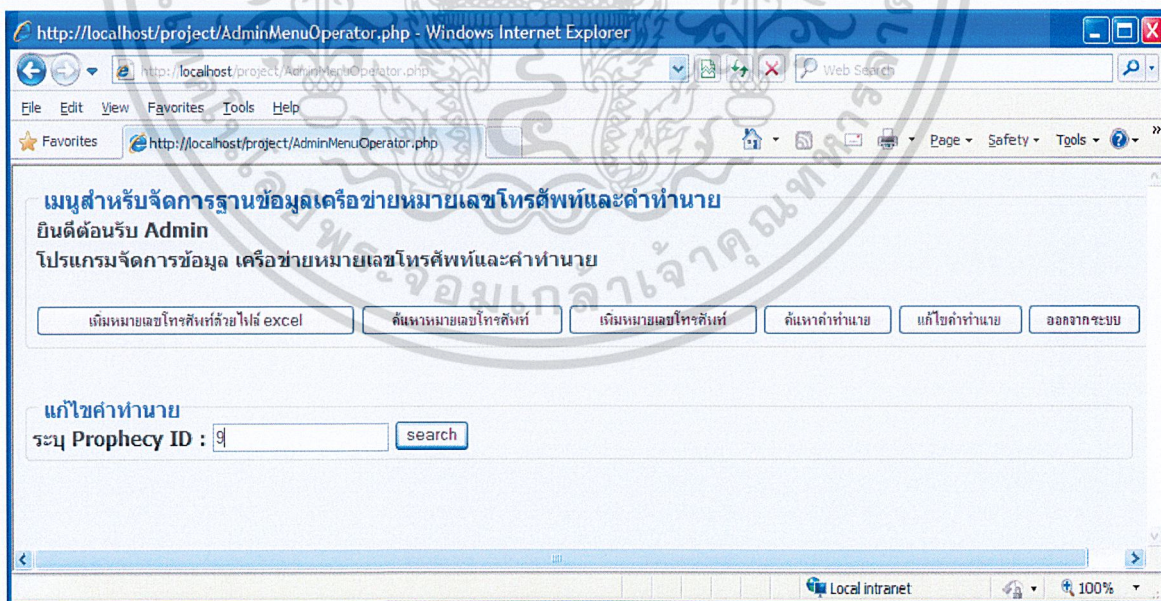 http://localhost/project/AdminMenuOperator.php - Windows Internet Explorer
http://localhost/project/AdminMenuOperator.php
Web Search
File Edit View Favorites Tools Help
Favorites http://localhost/project/AdminMenuOperator.php Page Safety Tools
เมนูสำหรับจัดการฐานข้อมูลเครือข่ายหมายเลขโทรศัพท์และคำทำนาย
ยินดีต้อนรับ Admin
โปรแกรมจัดการข้อมูล เครือข่ายหมายเลขโทรศัพท์และคำทำนาย
เพิ่มหมายเลขโทรศัพท์ด้วยไฟล์ excel ค้นหาหมายเลขโทรศัพท์ เพิ่มหมายเลขโทรศัพท์ ค้นหาคำทำนาย แก้ไขคำทำนาย ออกจากระบบ
แก้ไขคำทำนาย
ระบุ Prophecy ID : 9 search
Local intranet 100%